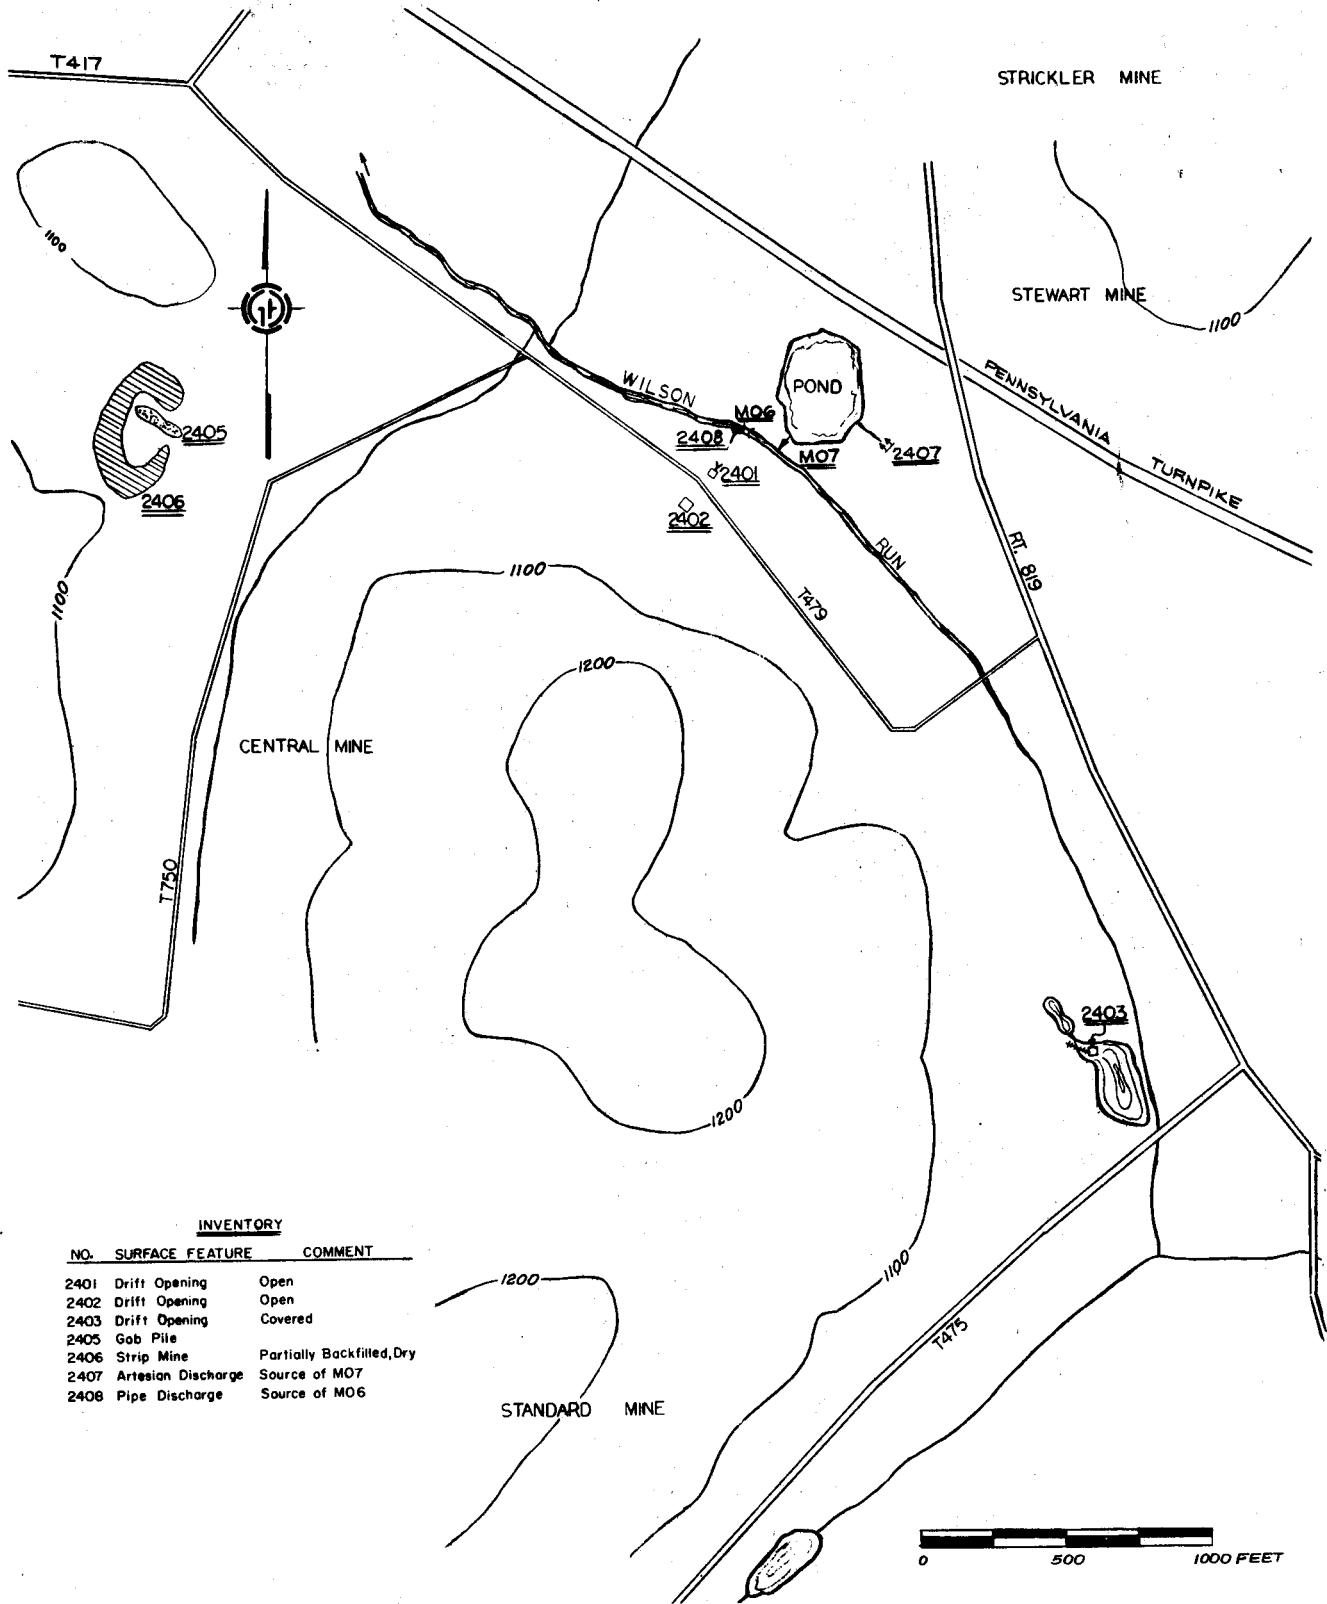 T417
STRICKLER MINE
1100
STEWART MINE
1100
PENNSYLVANIA
TURNPIKE
POND
WILSON
M06
2408
M07
2407
2405
2406
2401
2402
RT. 819
RUN
1100
1100
T479
1200
CENTRAL MINE
T750
2403
1200
1100
T475
1200
STANDARD MINE
INVENTORY
NO. SURFACE FEATURE COMMENT
2401 Drift Opening Open
2402 Drift Opening Open
2403 Drift Opening Covered
2405 Gob Pile
2406 Strip Mine Partially Backfilled, Dry
2407 Artesian Discharge Source of M07
2408 Pipe Discharge Source of M06
0 500 1000 FEET